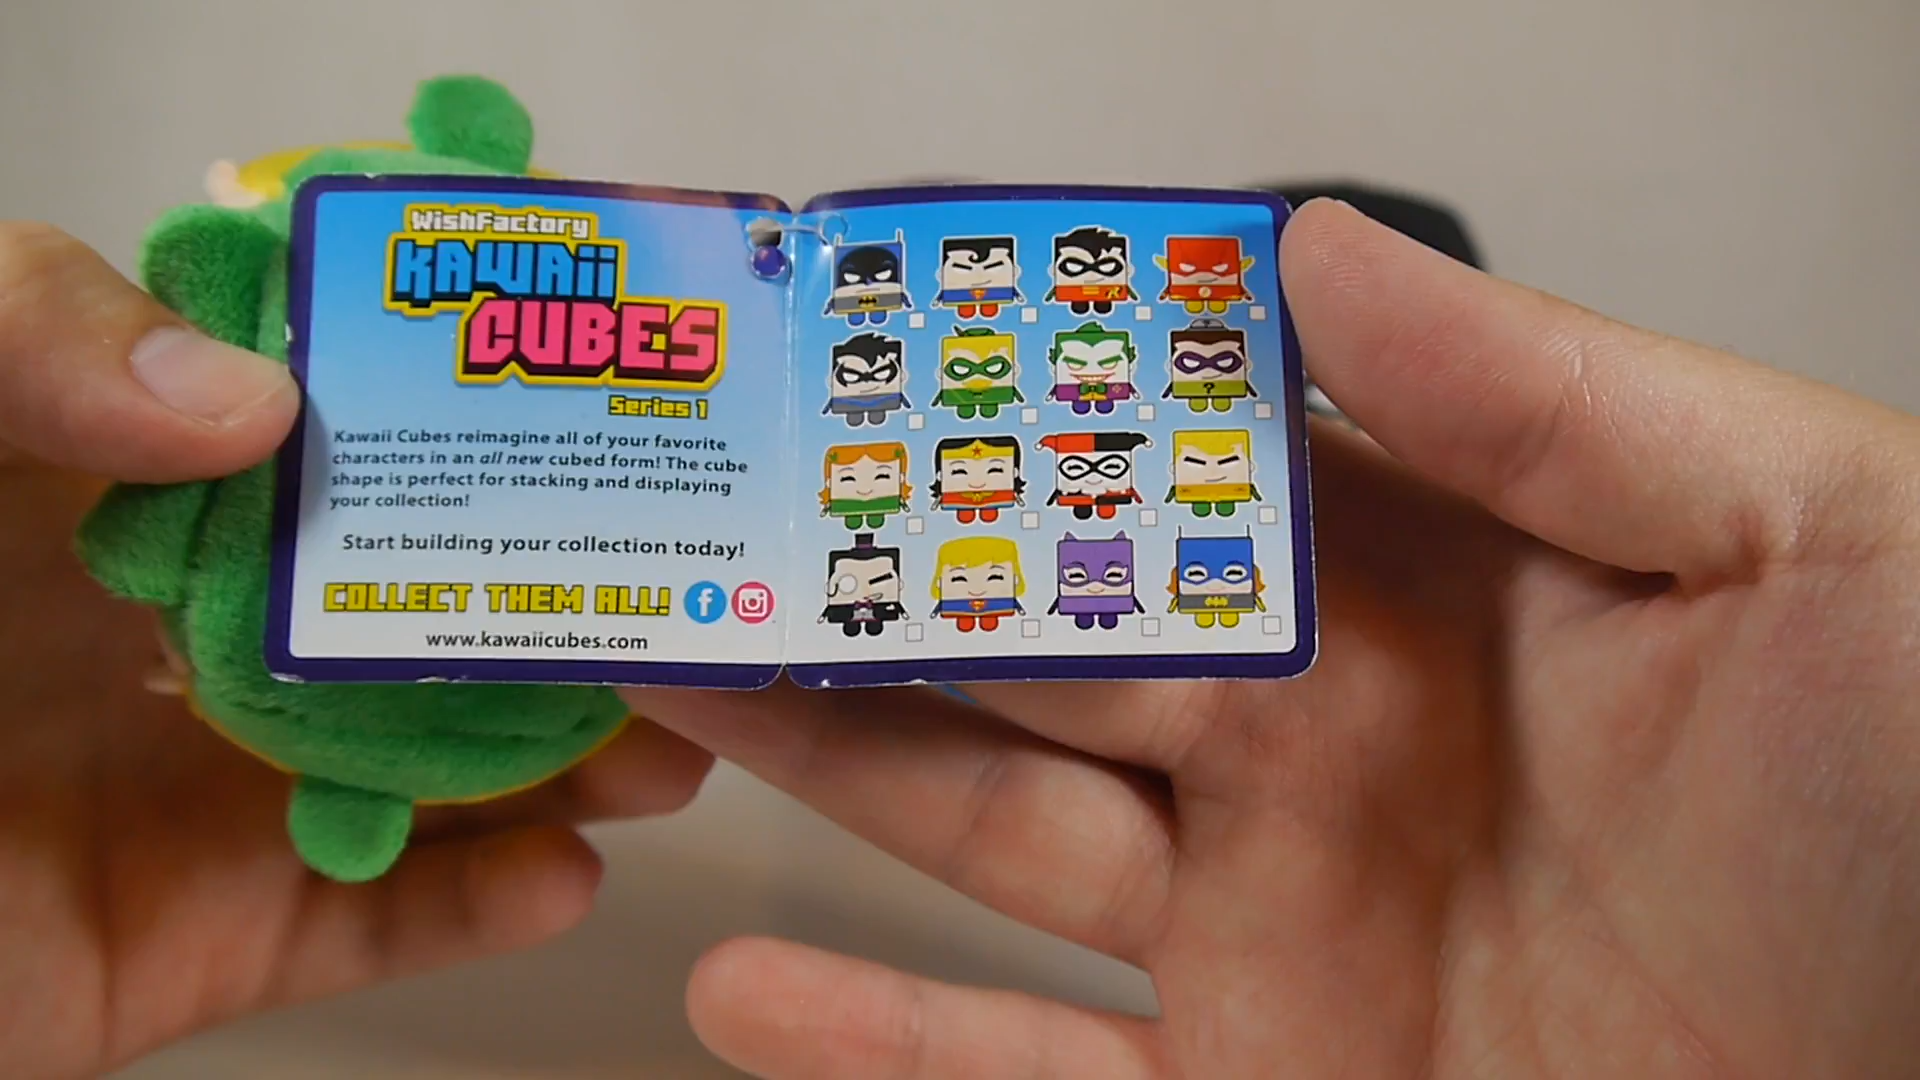 WishFactory
KAWAII
CUBES
Series 1
Kawaii Cubes reimagine all of your favorite
characters in an all new cubed form! The cube
shape is perfect for stacking and displaying
your collection!
Start building your collection today!
COLLECT THEM ALL!
www.kawaiicubes.com
?